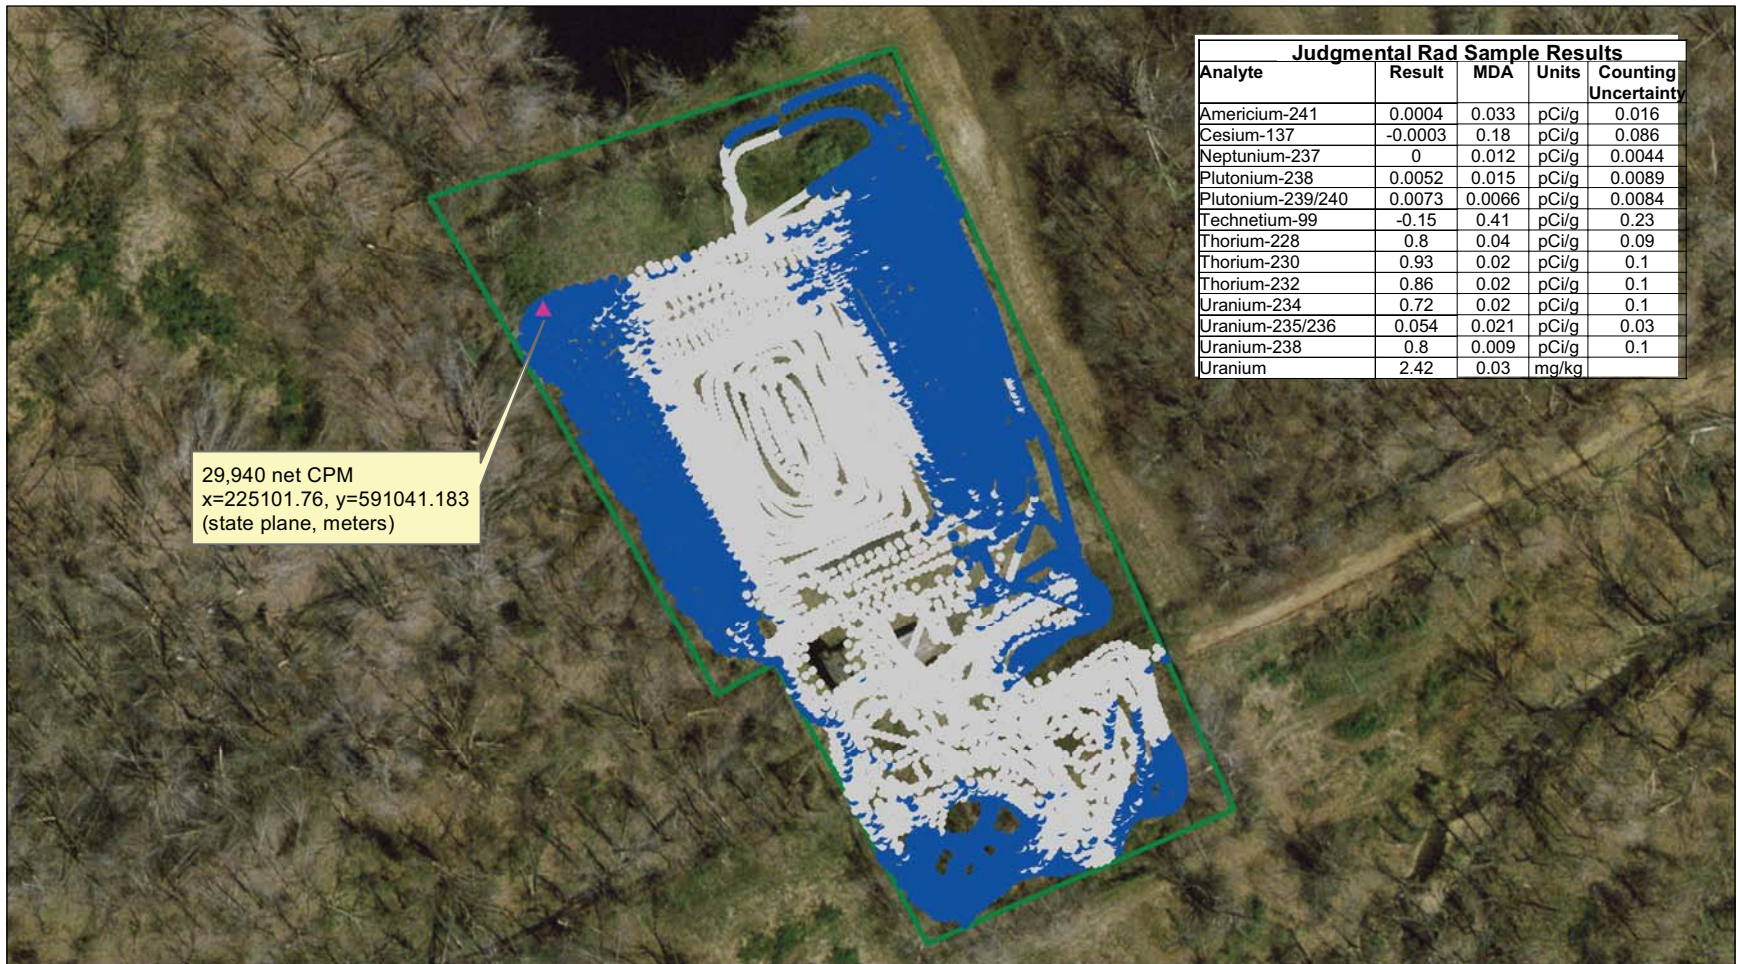 Judgmental Rad Sample Results
Analyte Result MDA Units Counting Uncertainty
Americium-241 0.0004 0.033 pCi/g 0.016
Cesium-137 -0.0003 0.18 pCi/g 0.086
Neptunium-237 0 0.012 pCi/g 0.0044
Plutonium-238 0.0052 0.015 pCi/g 0.0089
Plutonium-239/240 0.0073 0.0066 pCi/g 0.0084
Technetium-99 -0.15 0.41 pCi/g 0.23
Thorium-228 0.8 0.04 pCi/g 0.09
Thorium-230 0.93 0.02 pCi/g 0.1
Thorium-232 0.86 0.02 pCi/g 0.1
Uranium-234 0.72 0.02 pCi/g 0.1
Uranium-235/236 0.054 0.021 pCi/g 0.03
Uranium-238 0.8 0.009 pCi/g 0.1
Uranium 2.42 0.03 mg/kg
29,940 net CPM
x=225101.76, y=591041.183
(state plane, meters)